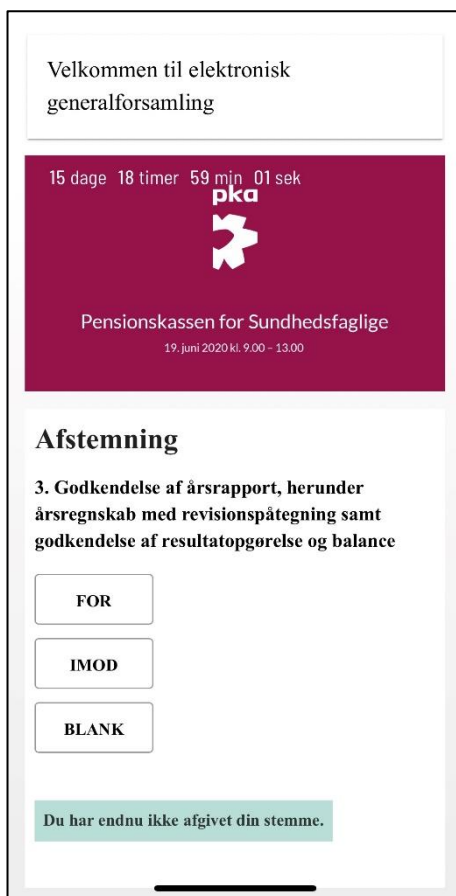 Velkommen til elektronisk
generalforsamling
15 dage 18 timer 59 min 01 sek
pka
Pensionskassen for Sundhedsfaglige
19. juni 2020 kl. 9.00 – 13.00
Afstemning
3. Godkendelse af årsrapport, herunder
årsregnskab med revisionspåtegning samt
godkendelse af resultatopgørelse og balance
FOR
IMOD
BLANK
Du har endnu ikke afgivet din stemme.